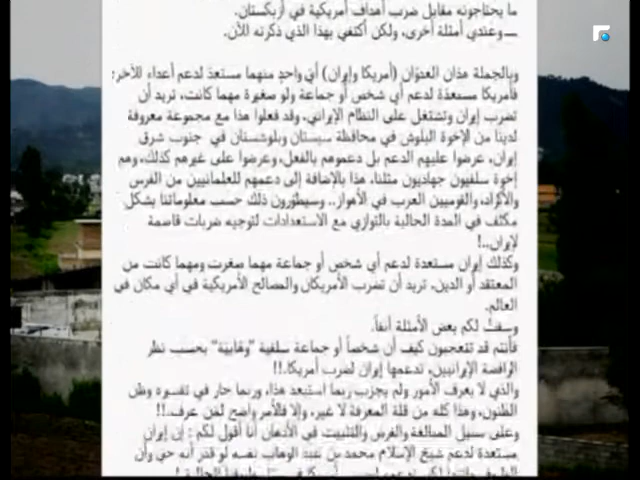 ما يحتاجونه مقابل ضرب أهداف أمريكية في أزبكستان.
ــ وعندي أمثلة أخرى، ولكن أكتفي بهذا الذي ذكرته الآن.
وبالجملة هذان العدوّان (أمريكا وإيران) أيّ واحدٍ منهما مستعدّ لدعم أعداء للآخر:
فأمريكا مستعدّة لدعم أي شخص أو جماعة ولو صغيرة مهما كانت، تريد أن
تضرب إيران وتشتغل على النظام الإيراني، وقد فعلوا هذا مع مجموعة معروفة
لدينا من الإخوة البلوش في محافظة سيستان وبلوشستان في جنوب شرق
إيران، عرضوا عليهم الدعم بل دعموهم بالفعل، وعرضوا على غيرهم كذلك، وهم
إخوة سلفيون جهاديون مثلنا، هذا بالإضافة إلى دعمهم للعلمانيين من الفرس
والأكراد، والقوميين العرب في الأهواز.. وسيطورون ذلك حسب معلوماتنا بشكل
مكثف في المدة الحالية بالتوازي مع الاستعدادات لتوجيه ضربات قاصمة
لإيران..!
وكذلك إيران مستعدة لدعم أي شخص أو جماعة مهما صغرت ومهما كانت من
المعتقد أو الدين، تريد أن تضرب الأمريكان والمصالح الأمريكية في أي مكان في
العالم.
وسقتُ لكم بعض الأمثلة آنفاً.
فأنتم قد تتعجبون كيف أن شخصاً أو جماعة سلفية "وهابيّة" بحسب نظر
الرافضة الإيرانيين، تدعمها إيران لضرب أمريكا.!!
والذي لا يعرف الأمور ولم يجرب ربما استبعد هذا، وربما حار في تفسيره وظن
الظنون، وهذا كله من قلة المعرفة لا غير، وإلا فالأمر واضح لمن عرف.!!
وعلى سبيل المبالغة والفرض والتثبيت في الأذهان أنا أقول لكم : إن إيران
مستعدة لدعم شيخ الإسلام محمد بن عبد الوهاب نفسه لو قدر أنه حي وأن